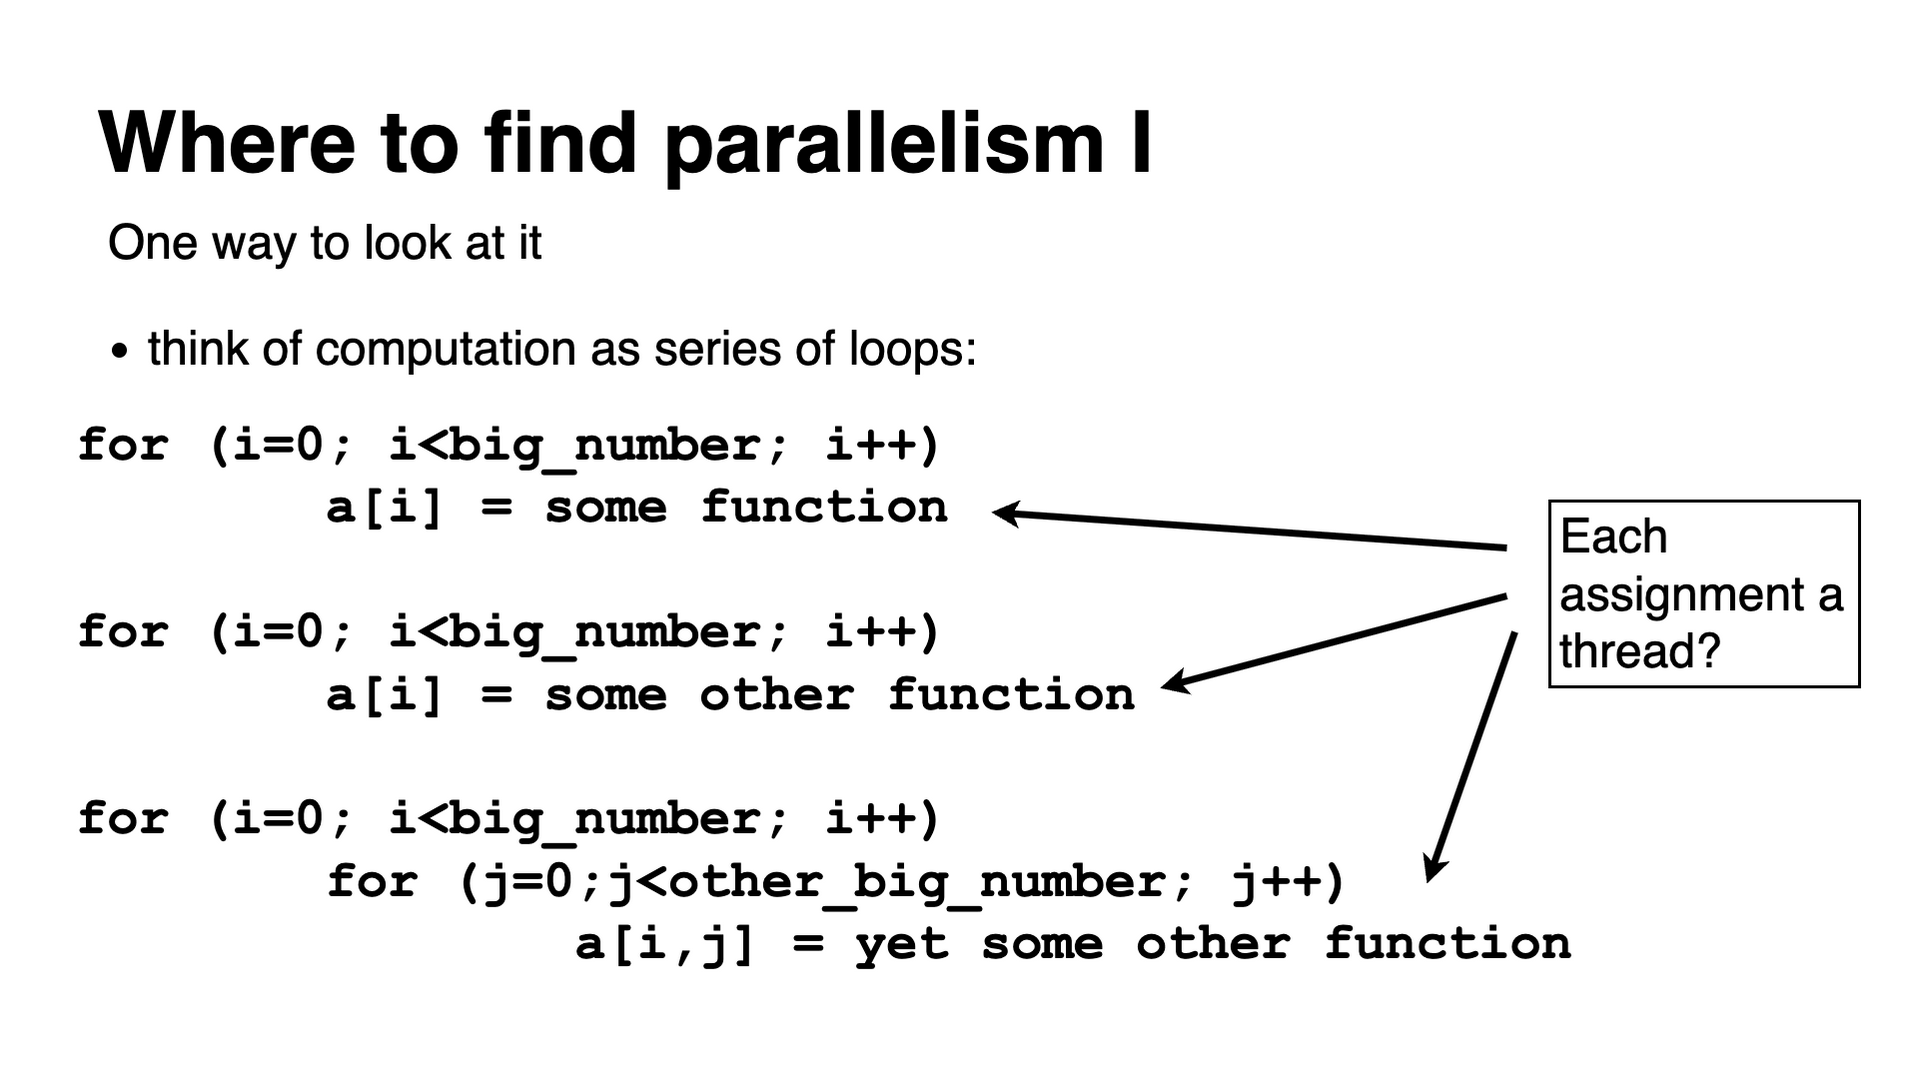 Where to find parallelism I
One way to look at it
• think of computation as series of loops:
for (i=0; i<big_number; i++)
a[i] = some function
for (i=0; i<big_number; i++)
a[i] = some other function
for (i=0; i<big_number; i++)
for (j=0;j<other_big_number; j++)
a[i,j] = yet some other function
Each
assignment a
thread?